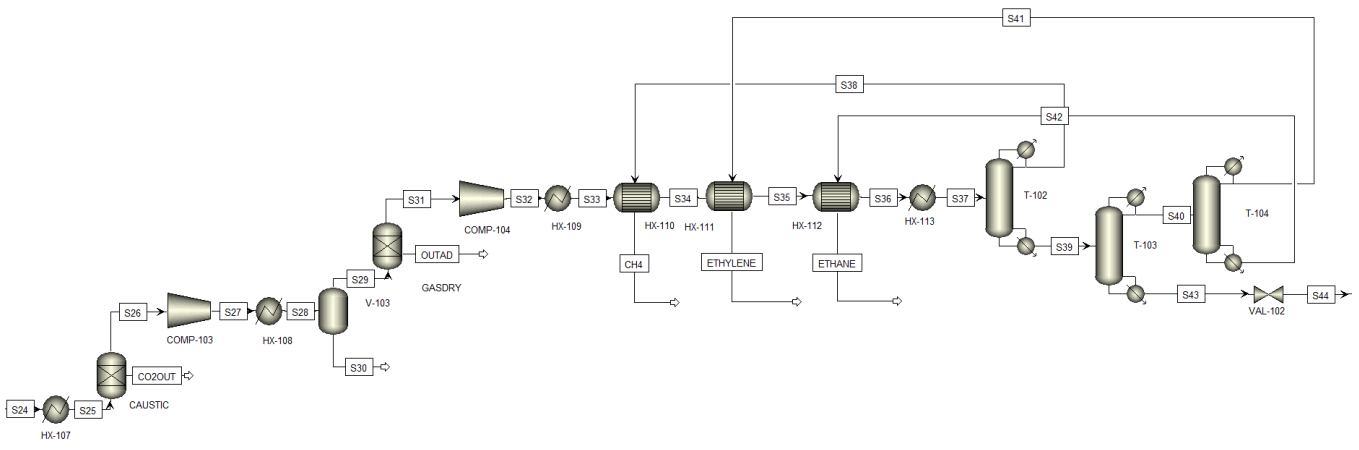 S41
S38
S42
S31
S32
S33
S34
S35
S36
S37
T-102
COMP-104
HX-109
HX-110
HX-111
HX-112
HX-113
S40
T-104
S39
T-103
OUTAD
GASDRY
CH4
ETHYLENE
ETHANE
S29
V-103
S43
S44
VAL-102
S26
S27
S28
COMP-103
HX-108
S30
CO2OUT
CAUSTIC
S24
S25
HX-107